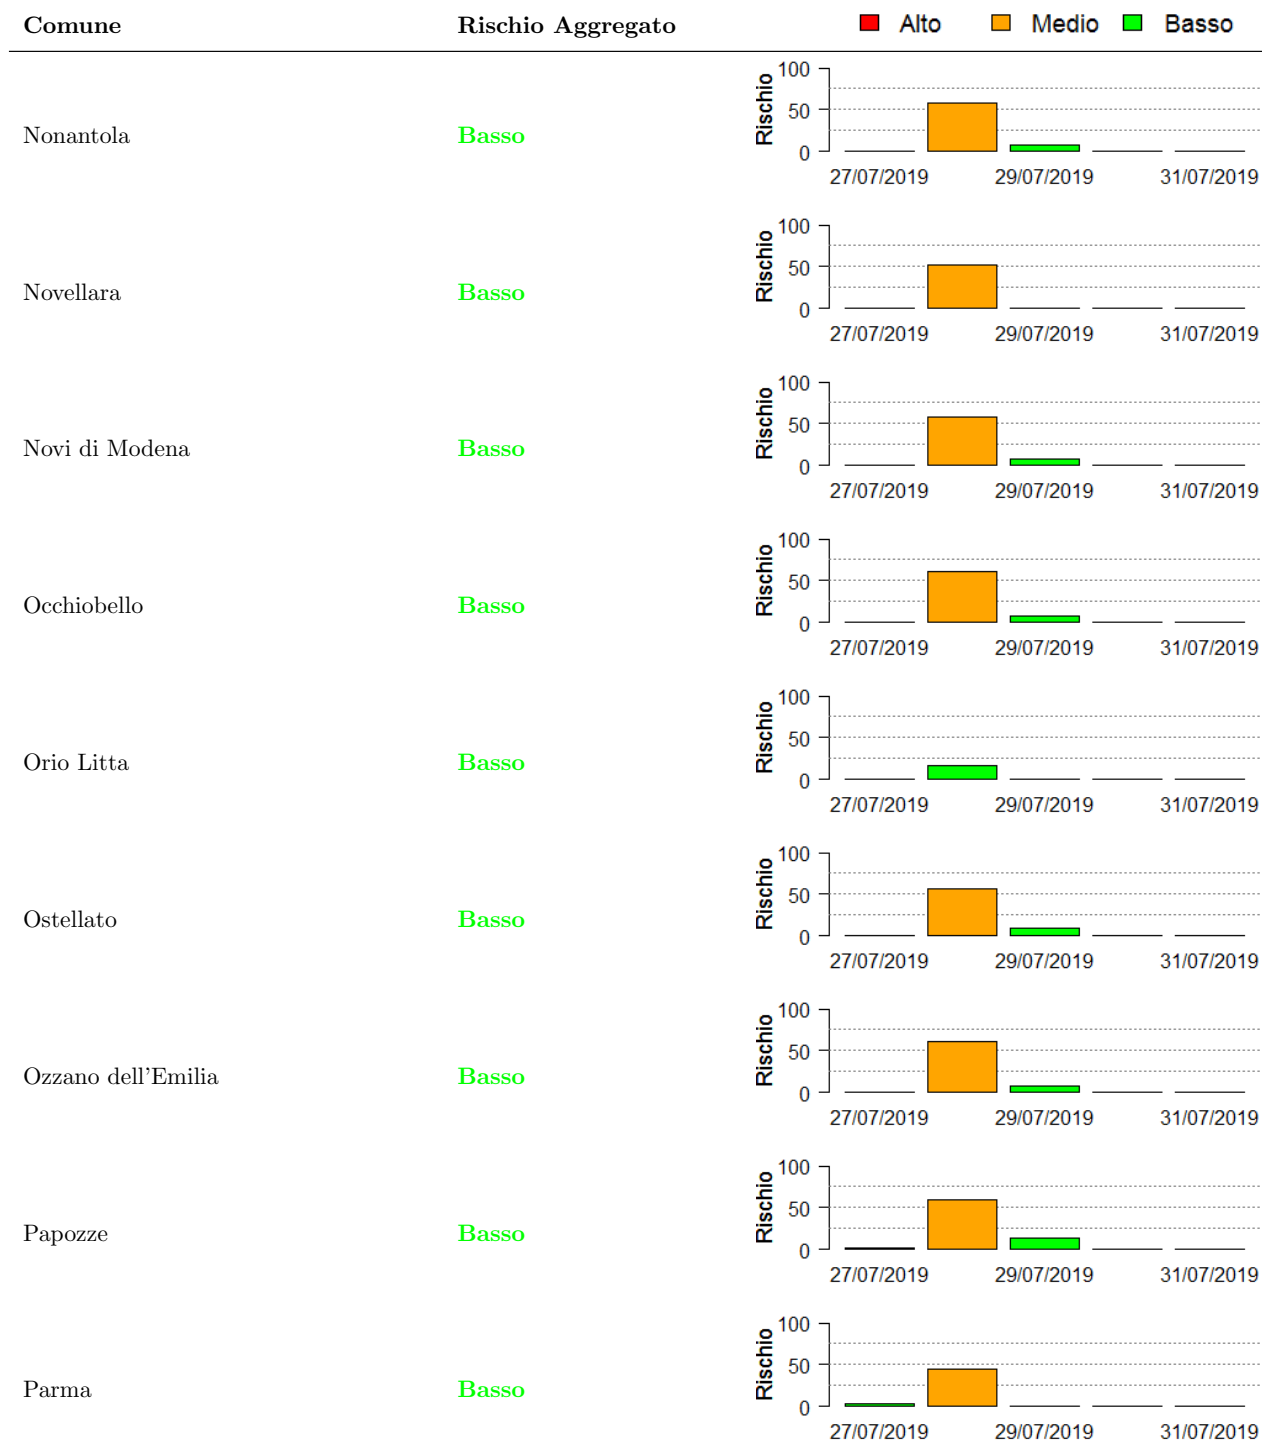 Comune Rischio Aggregato Alto Medio Basso
Nonantola Basso Rischio 100 50 0
27/07/2019 29/07/2019 31/07/2019
Novellara Basso Rischio 100 50 0
27/07/2019 29/07/2019 31/07/2019
Novi di Modena Basso Rischio 100 50 0
27/07/2019 29/07/2019 31/07/2019
Occhiobello Basso Rischio 100 50 0
27/07/2019 29/07/2019 31/07/2019
Orio Litta Basso Rischio 100 50 0
27/07/2019 29/07/2019 31/07/2019
Ostellato Basso Rischio 100 50 0
27/07/2019 29/07/2019 31/07/2019
Ozzano dell'Emilia Basso Rischio 100 50 0
27/07/2019 29/07/2019 31/07/2019
Papozze Basso Rischio 100 50 0
27/07/2019 29/07/2019 31/07/2019
Parma Basso Rischio 100 50 0
27/07/2019 29/07/2019 31/07/2019